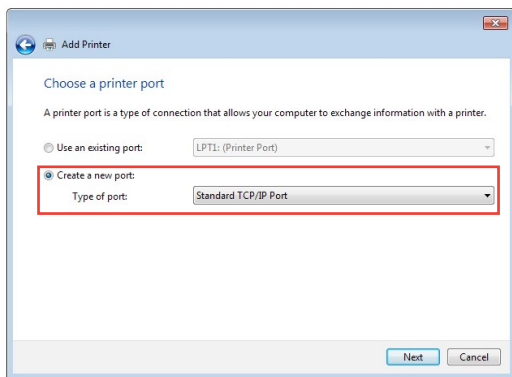 Add Printer
Choose a printer port
A printer port is a type of connection that allows your computer to exchange information with a printer.
Use an existing port: LPT1: (Printer Port)
Create a new port:
Type of port: Standard TCP/IP Port
Next Cancel